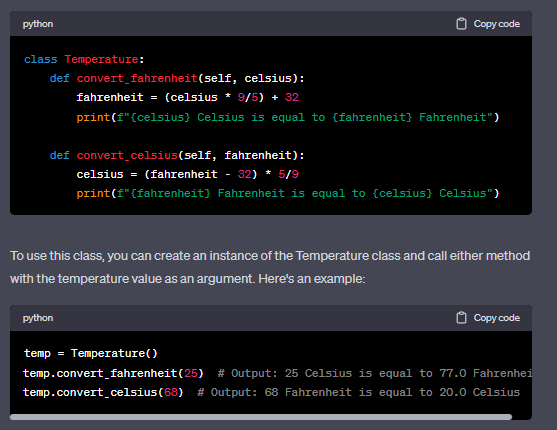 python
Copy code
class Temperature:
    def convert_fahrenheit(self, celsius):
        fahrenheit = (celsius * 9/5) + 32
        print(f"{celsius} Celsius is equal to {fahrenheit} Fahrenheit")
    def convert_celsius(self, fahrenheit):
        celsius = (fahrenheit - 32) * 5/9
        print(f"{fahrenheit} Fahrenheit is equal to {celsius} Celsius")
To use this class, you can create an instance of the Temperature class and call either method
with the temperature value as an argument. Here's an example:
python
Copy code
temp = Temperature()
temp.convert_fahrenheit(25)  # Output: 25 Celsius is equal to 77.0 Fahrenhei
temp.convert_celsius(68)  # Output: 68 Fahrenheit is equal to 20.0 Celsius